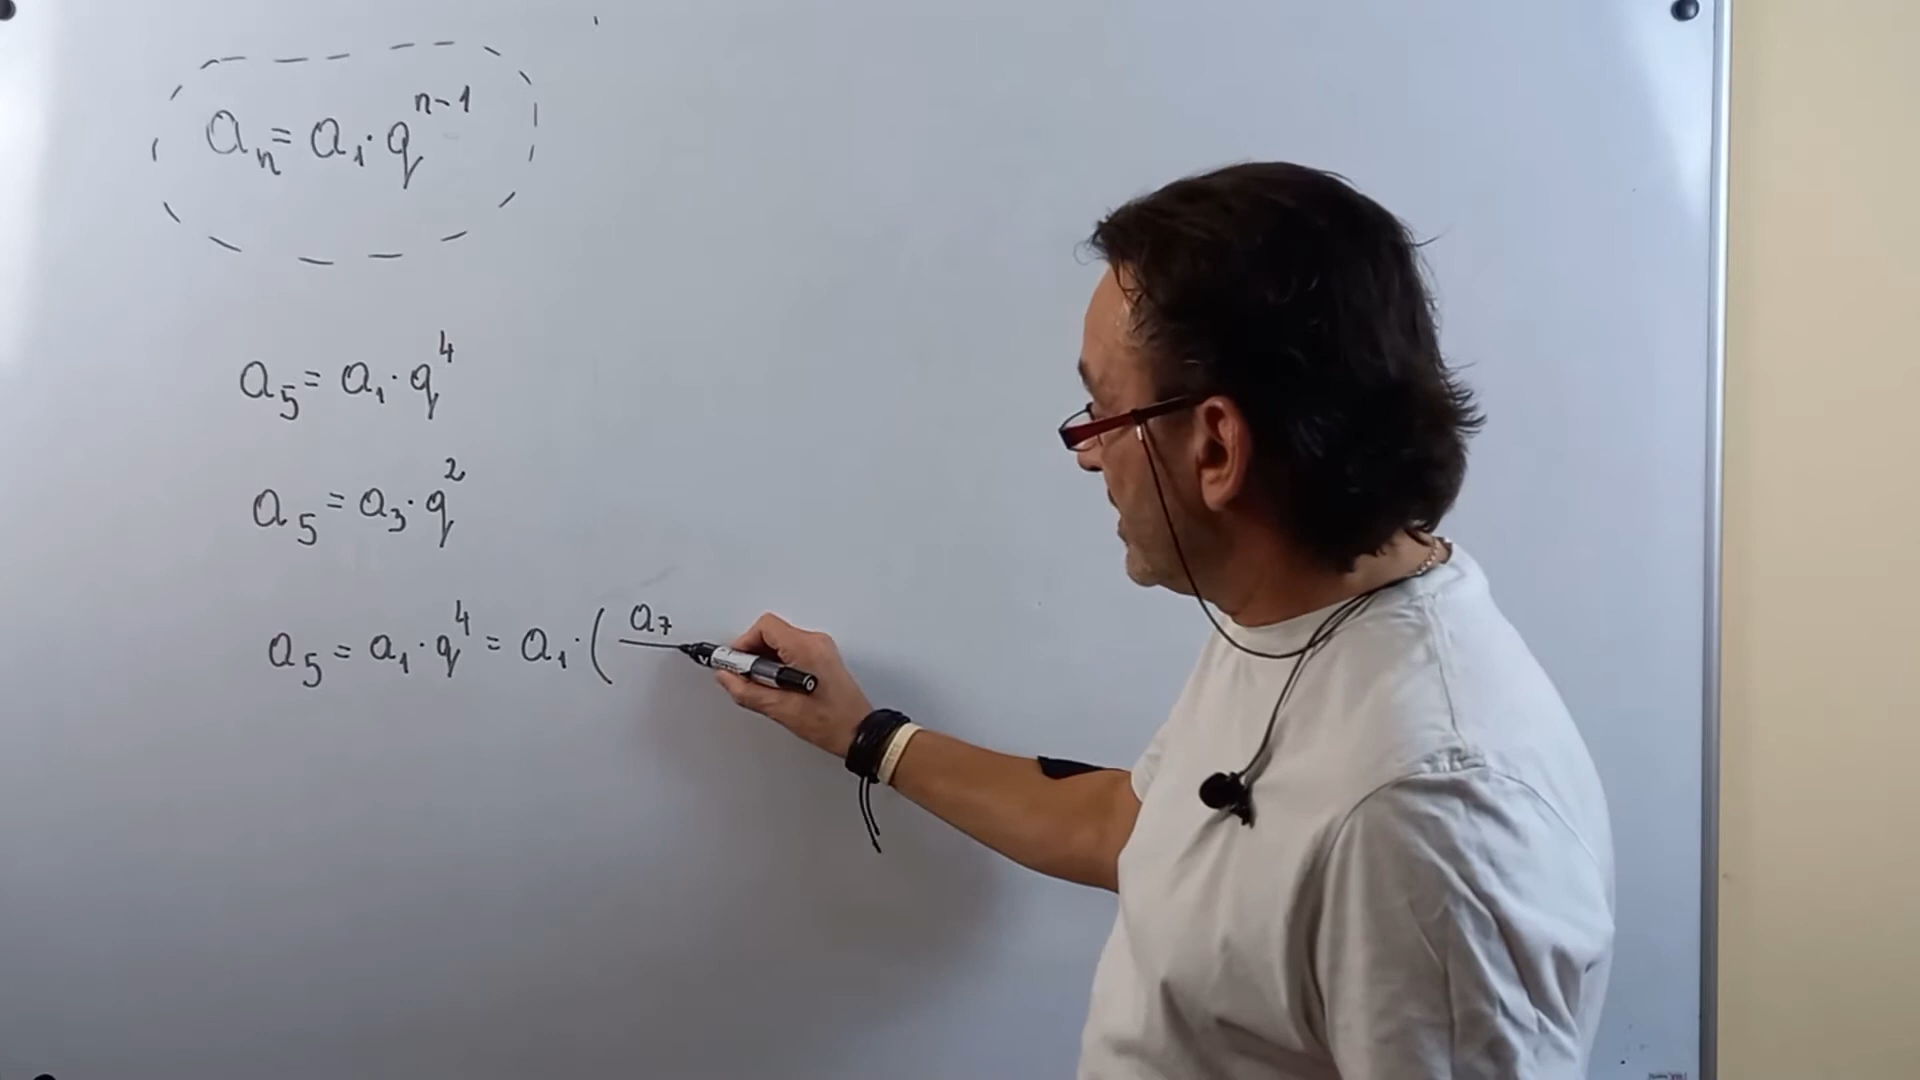 aₙ = a₁ · qⁿ⁻¹
a₅ = a₁ · q⁴
a₅ = a₃ · q²
a₅ = a₁ · q⁴ = a₁ · ( a₇